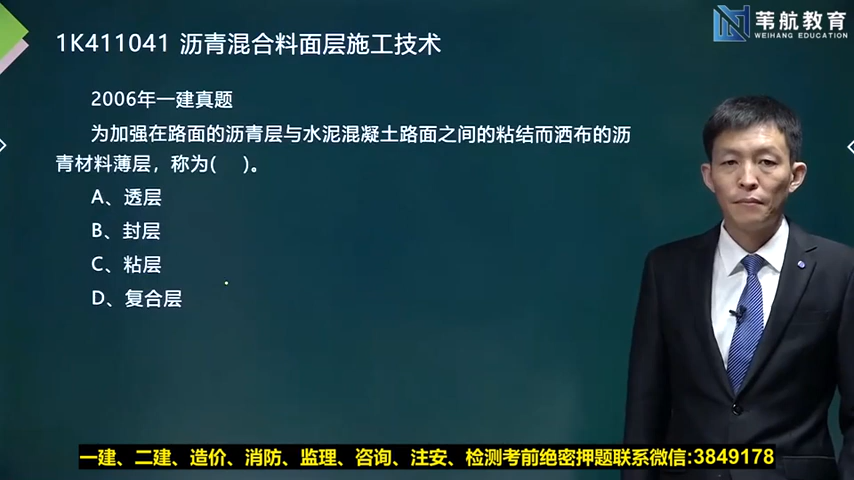 苇航教育
WEIHANG EDUCATION
1K411041 沥青混合料面层施工技术
2006年一建真题
为加强在路面的沥青层与水泥混凝土路面之间的粘结而洒布的沥
青材料薄层，称为( )。
A、透层
B、封层
C、粘层
D、复合层
一建、二建、造价、消防、监理、咨询、注安、检测考前绝密押题联系微信:3849178